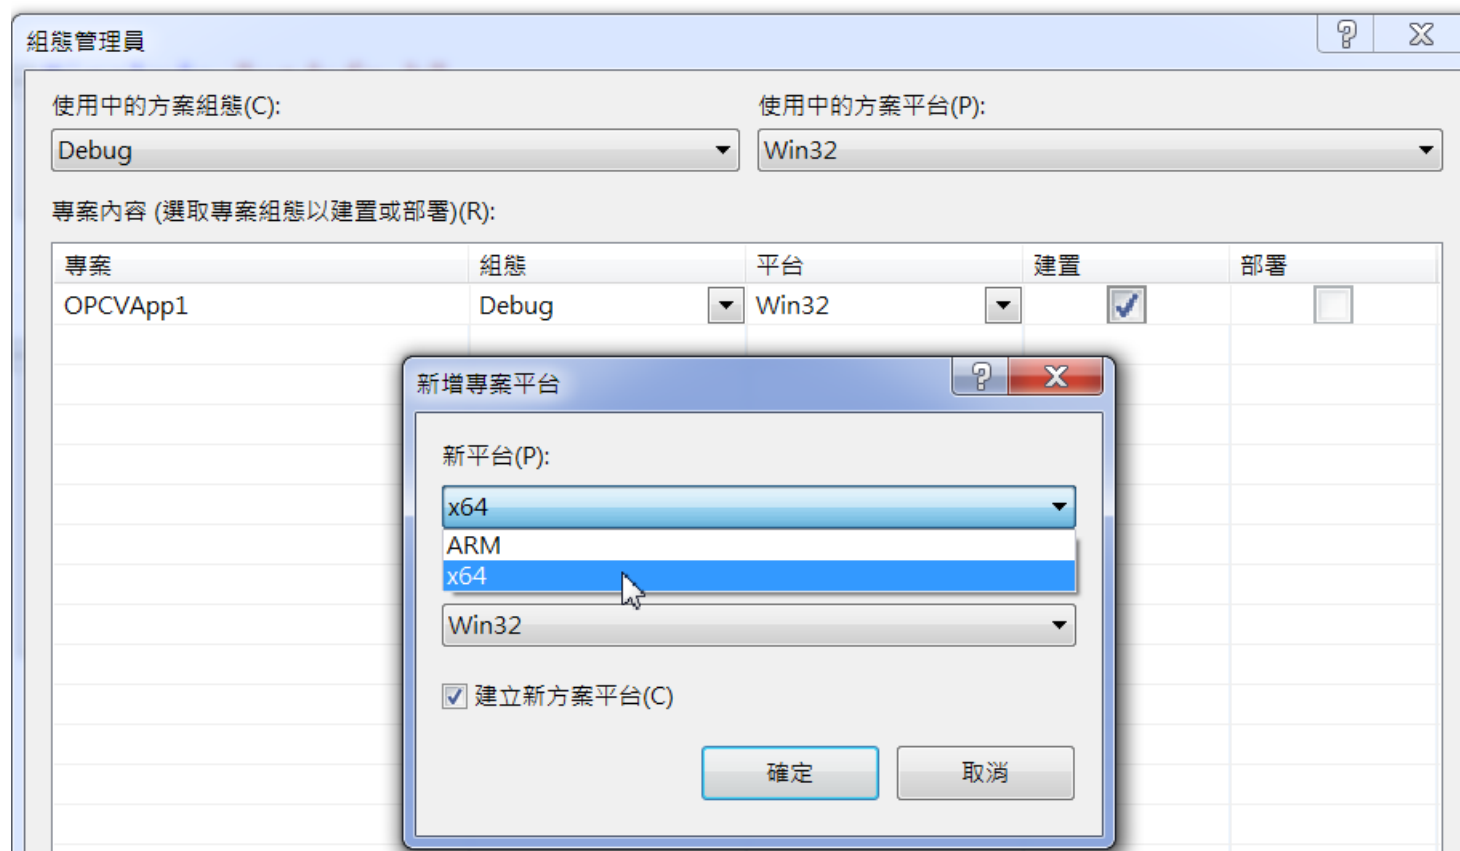 組態管理員
使用中的方案組態(C): 使用中的方案平台(P):
Debug Win32
專案內容 (選取專案組態以建置或部署)(R):
專案 組態 平台 建置 部署
OPCVApp1 Debug Win32
新增專案平台
新平台(P):
x64
ARM
x64
Win32
建立新方案平台(C)
確定 取消